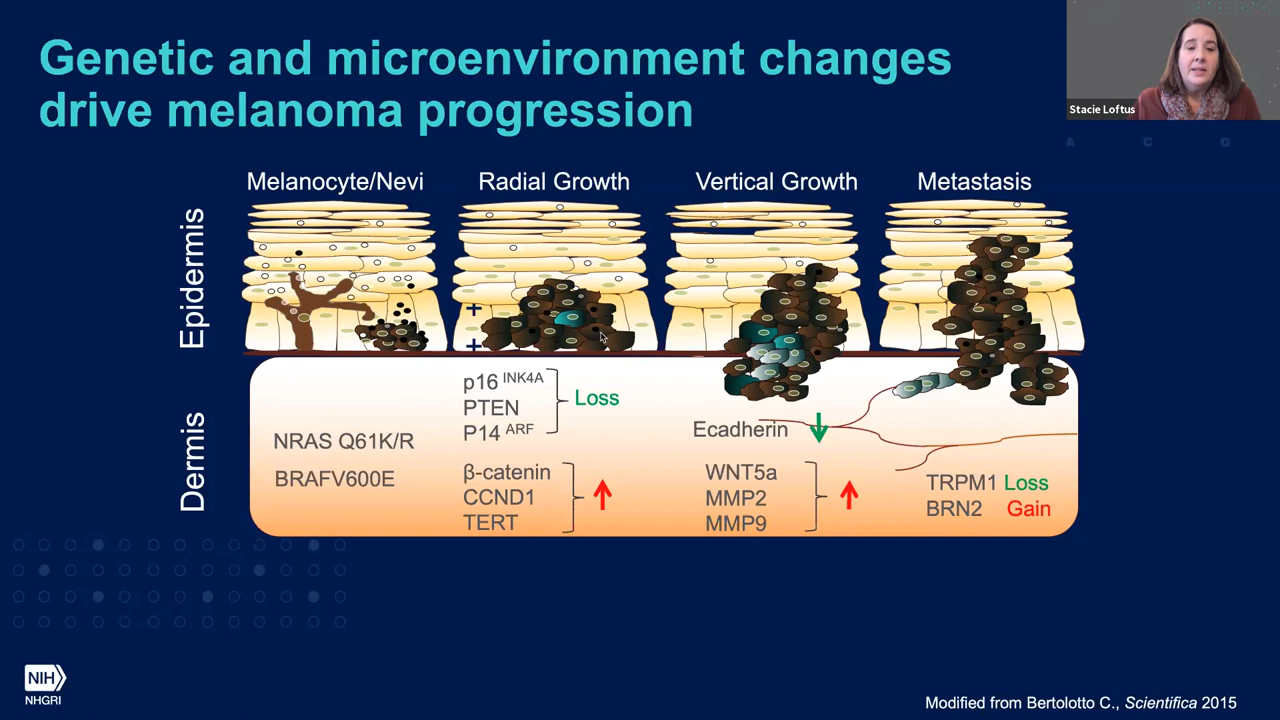 Genetic and microenvironment changes
drive melanoma progression
Stacie Loftus
A C G
Melanocyte/Nevi
Radial Growth
Vertical Growth
Metastasis
Epidermis
+
+
Dermis
NRAS Q61K/R
BRAFV600E
p16 INK4A
PTEN
P14 ARF
Loss
β-catenin
CCND1
TERT
Ecadherin
WNT5a
MMP2
MMP9
TRPM1 Loss
BRN2 Gain
NIH
NHGRI
Modified from Bertolotto C., Scientifica 2015